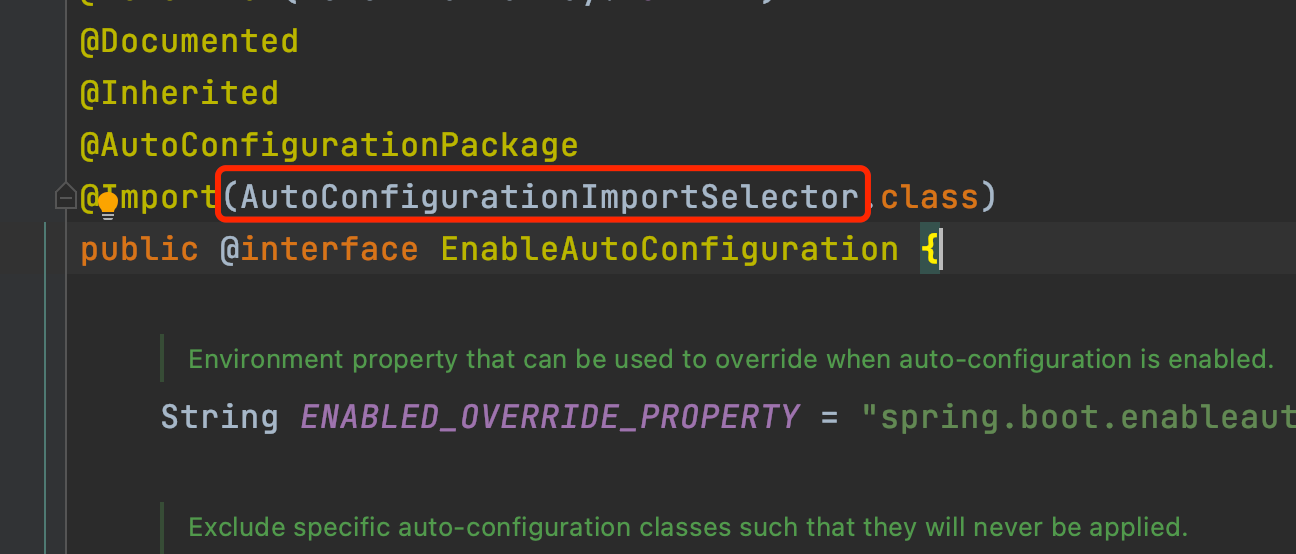 @Documented
@Inherited
@AutoConfigurationPackage
@Import(AutoConfigurationImportSelector.class)
public @interface EnableAutoConfiguration {
Environment property that can be used to override when auto-configuration is enabled.
String ENABLED_OVERRIDE_PROPERTY = "spring.boot.enableaut
Exclude specific auto-configuration classes such that they will never be applied.